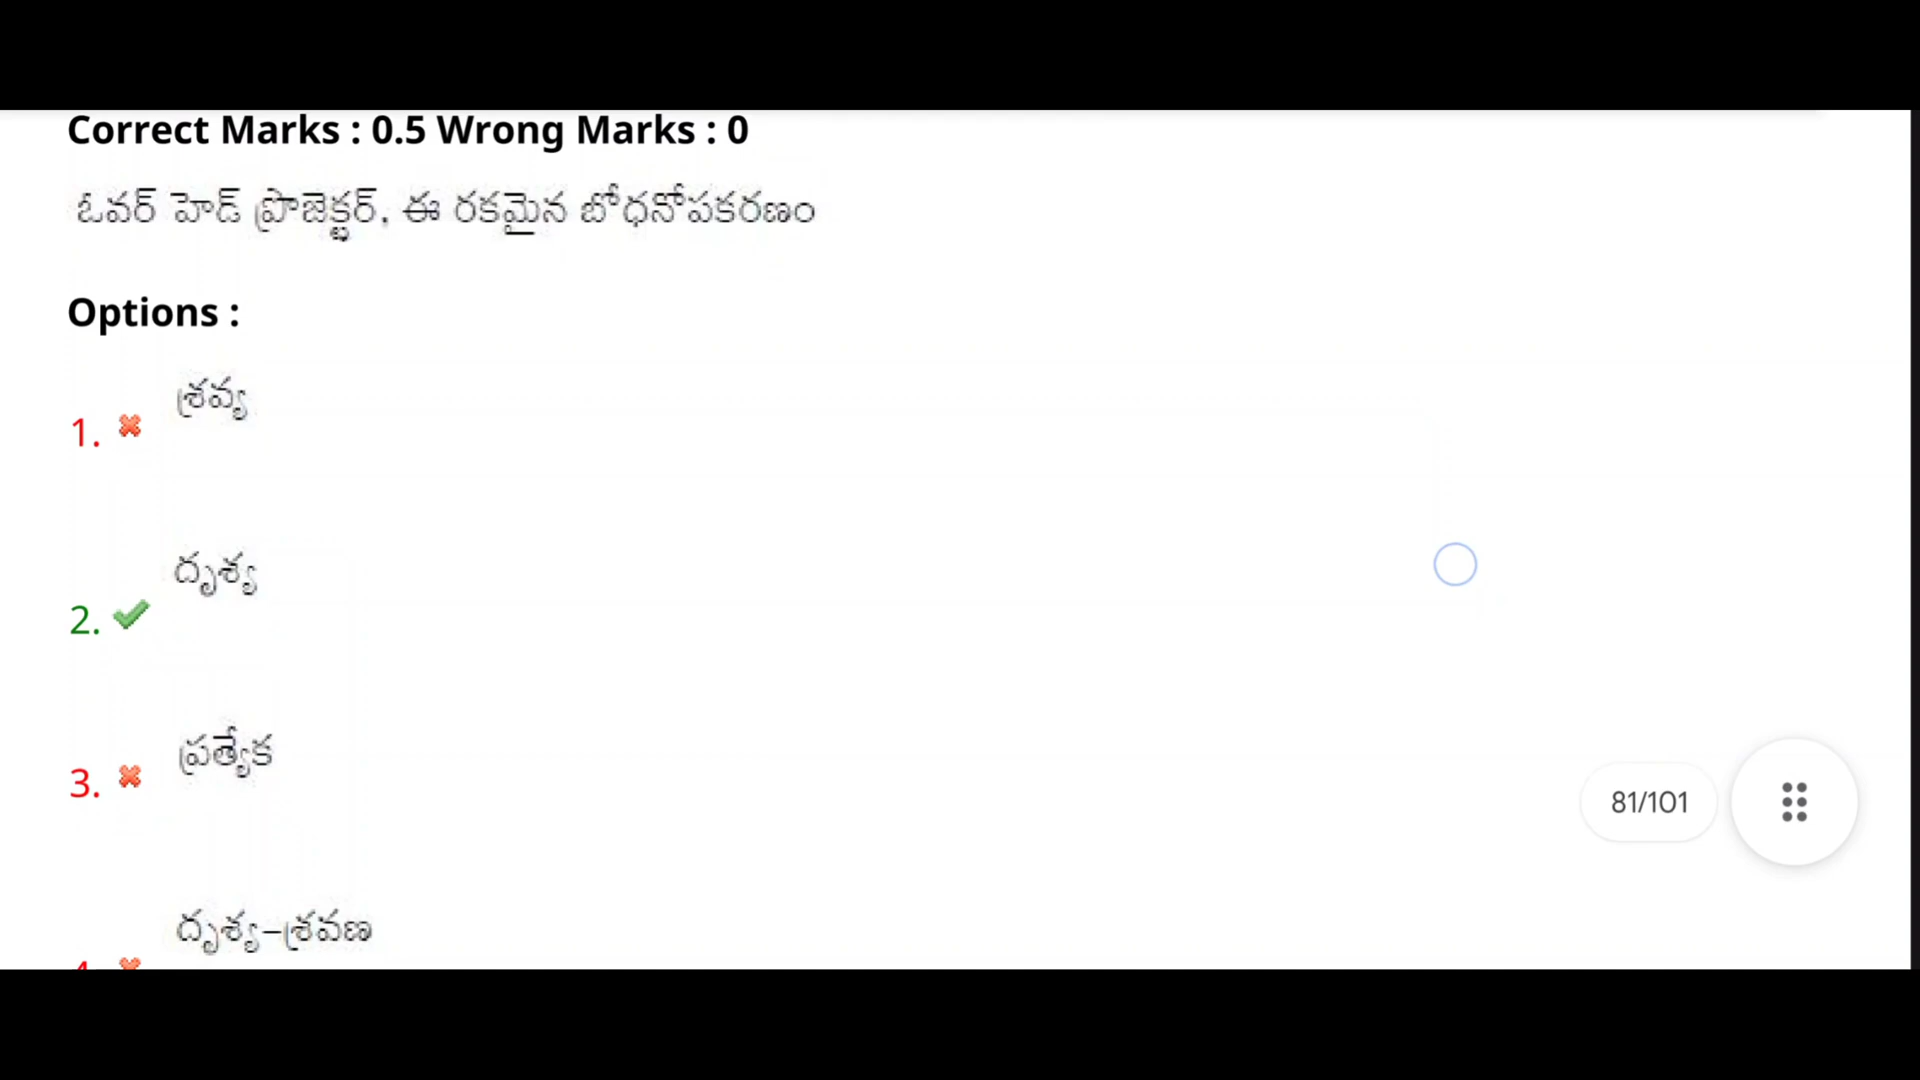 Correct Marks : 0.5 Wrong Marks : 0
ఓవర్ హెడ్ ప్రొజెక్టర్, ఈ రకమైన బోధనోపకరణం
Options :
శ్రవ్య
1.
దృశ్య
2.
ప్రత్యేక
3.
81/101
దృశ్య-శ్రవణ
4.